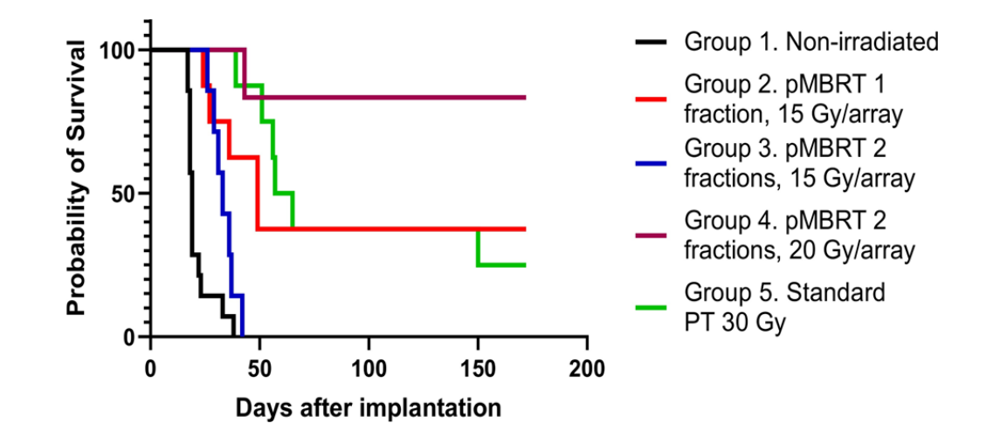 Probability of Survival
100
50
0
0 50 100 150 200
Days after implantation
Group 1. Non-irradiated
Group 2. pMBRT 1
fraction, 15 Gy/array
Group 3. pMBRT 2
fractions, 15 Gy/array
Group 4. pMBRT 2
fractions, 20 Gy/array
Group 5. Standard
PT 30 Gy